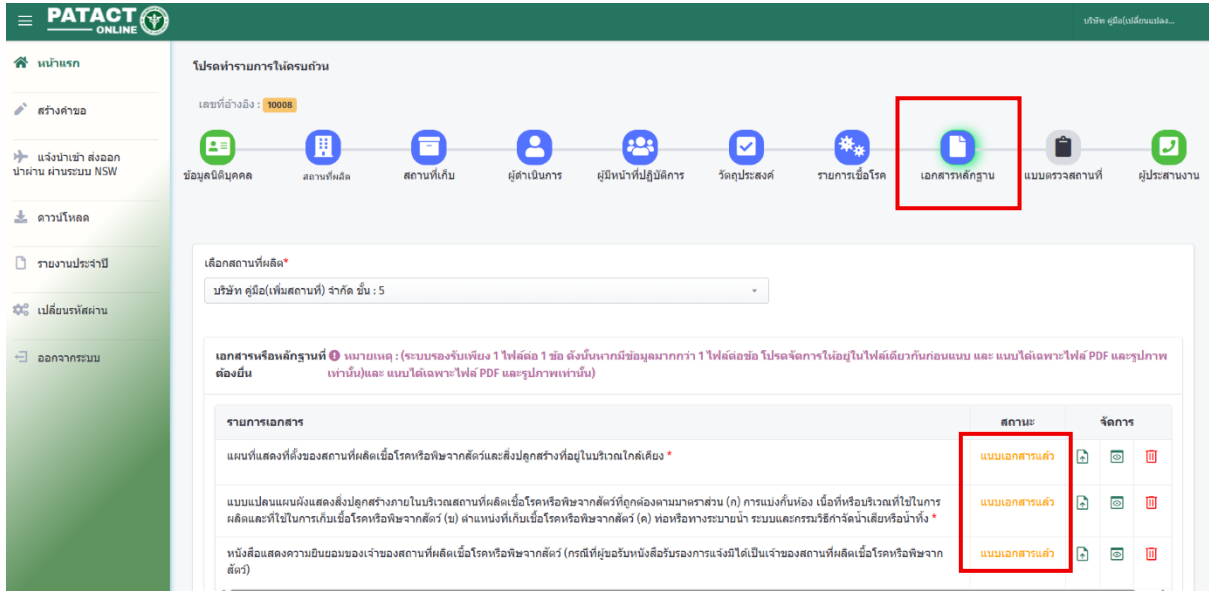 PATACT
ONLINE
บริษัท คู่มือ(เปลี่ยนแปลง...
หน้าแรก
สร้างคำขอ
แจ้งนำเข้า ส่งออก
นำผ่าน ผ่านระบบ NSW
ดาวน์โหลด
รายงานประจำปี
เปลี่ยนรหัสผ่าน
ออกจากระบบ
โปรดทำรายการให้ครบถ้วน
เลขที่อ้างอิง : 10008
ข้อมูลนิติบุคคล
สถานที่ผลิต
สถานที่เก็บ
ผู้ดำเนินการ
ผู้มีหน้าที่ปฏิบัติการ
วัตถุประสงค์
รายการเชื้อโรค
เอกสารหลักฐาน
แบบตรวจสถานที่
ผู้ประสานงาน
เลือกสถานที่ผลิต*
บริษัท คู่มือ(เพิ่มสถานที่) จำกัด ชั้น : 5
เอกสารหรือหลักฐานที่ หมายเหตุ : (ระบบรองรับเพียง 1 ไฟล์ต่อ 1 ข้อ ดังนั้นหากมีข้อมูลมากกว่า 1 ไฟล์ต่อข้อ โปรดจัดการให้อยู่ในไฟล์เดียวกันก่อนแนบ และ แนบได้เฉพาะไฟล์ PDF และรูปภาพ
ต้องยื่น เท่านั้น)และ แนบได้เฉพาะไฟล์ PDF และรูปภาพเท่านั้น)
รายการเอกสาร สถานะ จัดการ
แผนที่แสดงที่ตั้งของสถานที่ผลิตเชื้อโรคหรือพิษจากสัตว์และสิ่งปลูกสร้างที่อยู่ในบริเวณใกล้เคียง * แนบเอกสารแล้ว
แบบแปลนแผนผังแสดงสิ่งปลูกสร้างภายในบริเวณสถานที่ผลิตเชื้อโรคหรือพิษจากสัตว์ที่ถูกต้องตามมาตราส่วน (ก) การแบ่งกั้นห้อง เนื้อที่หรือบริเวณที่ใช้ในการ แนบเอกสารแล้ว
ผลิตและที่ใช้ในการเก็บเชื้อโรคหรือพิษจากสัตว์ (ข) ตำแหน่งที่เก็บเชื้อโรคหรือพิษจากสัตว์ (ค) ท่อหรือทางระบายน้ำ ระบบและกรรมวิธีกำจัดน้ำเสียหรือน้ำทิ้ง *
หนังสือแสดงความยินยอมของเจ้าของสถานที่ผลิตเชื้อโรคหรือพิษจากสัตว์ (กรณีที่ผู้ขอรับหนังสือรับรองการแจ้งมิได้เป็นเจ้าของสถานที่ผลิตเชื้อโรคหรือพิษจาก แนบเอกสารแล้ว
สัตว์)